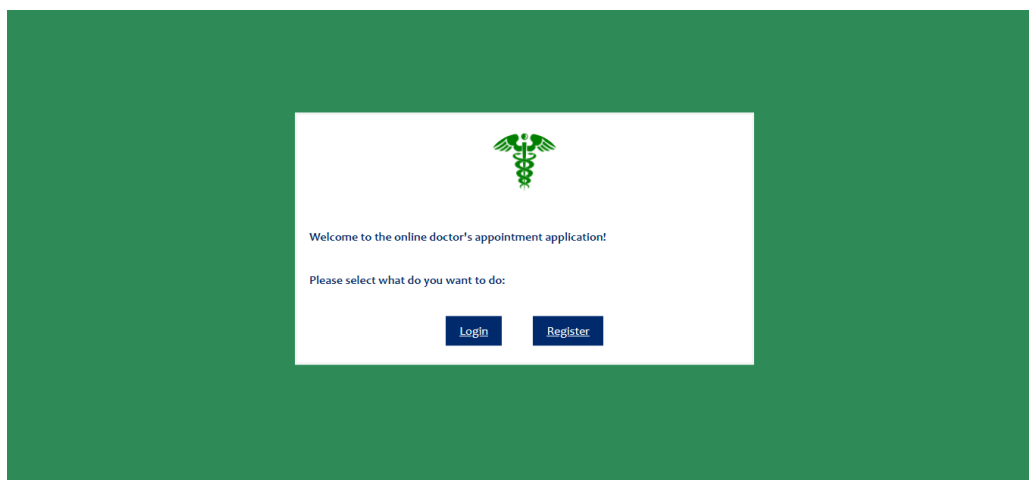 Welcome to the online doctor's appointment application!
Please select what do you want to do:
Login Register